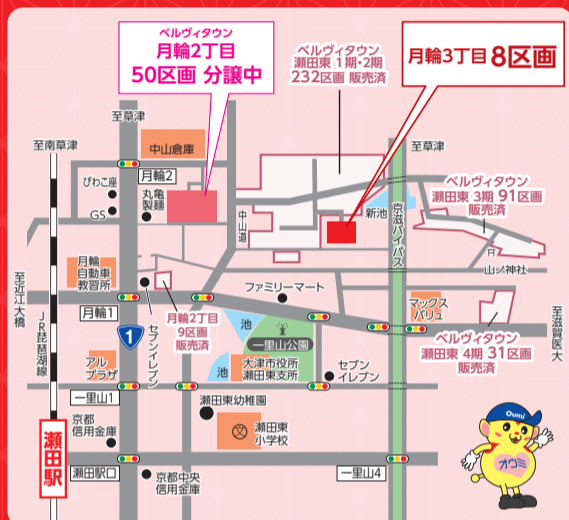 ベルヴィタウン
月輪2丁目
50区画 分譲中
ベルヴィタウン
瀬田東 1期・2期
232区画 販売済
月輪3丁目 8区画
至草津
至南草津
中山倉庫
至草津
月輪2
びわこ座
丸亀
製麺
GS
中山道
新池
京滋バイパス
ベルヴィタウン
瀬田東 3期 91区画
販売済
山ノ神社
月輪
自動車
教習所
至近江大橋
JR琵琶湖線
月輪1
1
セブンイレブン
月輪2丁目
9区画
販売済
ファミリーマート
マックス
バリュ
至滋賀医大
池
一里山公園
ベルヴィタウン
瀬田東 4期 31区画
販売済
アル
プラザ
池
大津市役所
瀬田東支所
セブン
イレブン
一里山1
瀬田東幼稚園
京都
信用金庫
文
瀬田東
小学校
瀬田駅
瀬田駅口
京都中央
信用金庫
一里山4
Oumi
オウミ